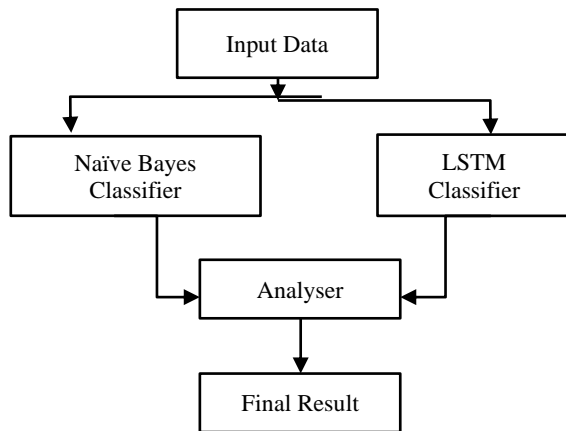 Input Data
Naïve Bayes
Classifier
LSTM
Classifier
Analyser
Final Result